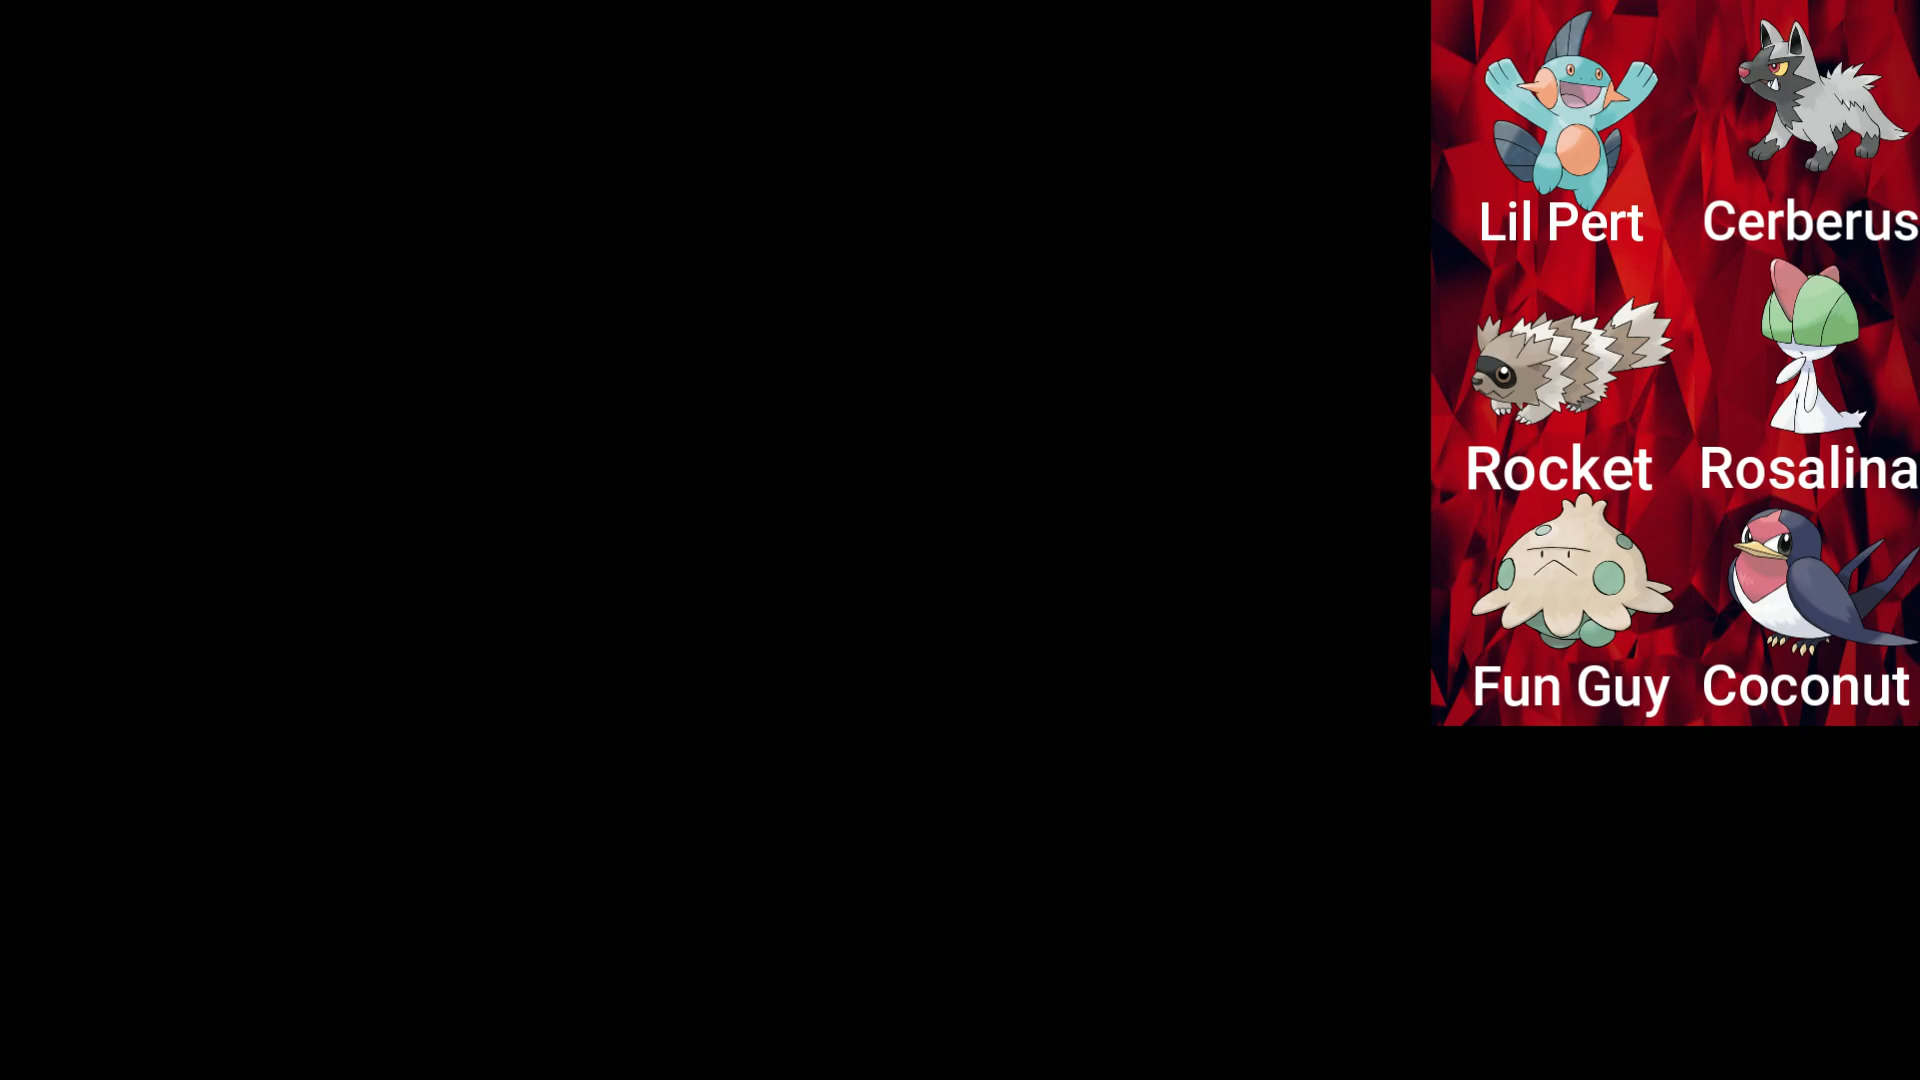 Lil Pert
Cerberus
Rocket
Rosalina
Fun Guy
Coconut